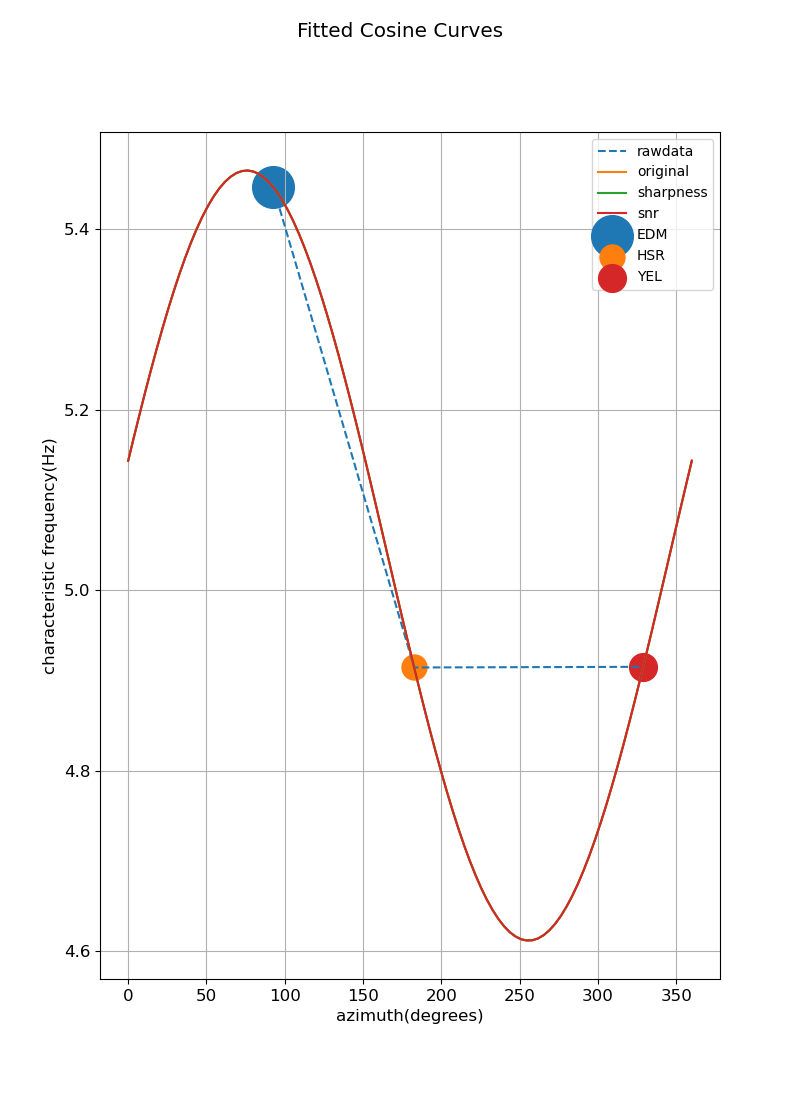 Fitted Cosine Curves
rawdata
original
sharpness
snr
EDM
HSR
YEL
characteristic frequency(Hz)
5.4
5.2
5.0
4.8
4.6
0 50 100 150 200 250 300 350
azimuth(degrees)